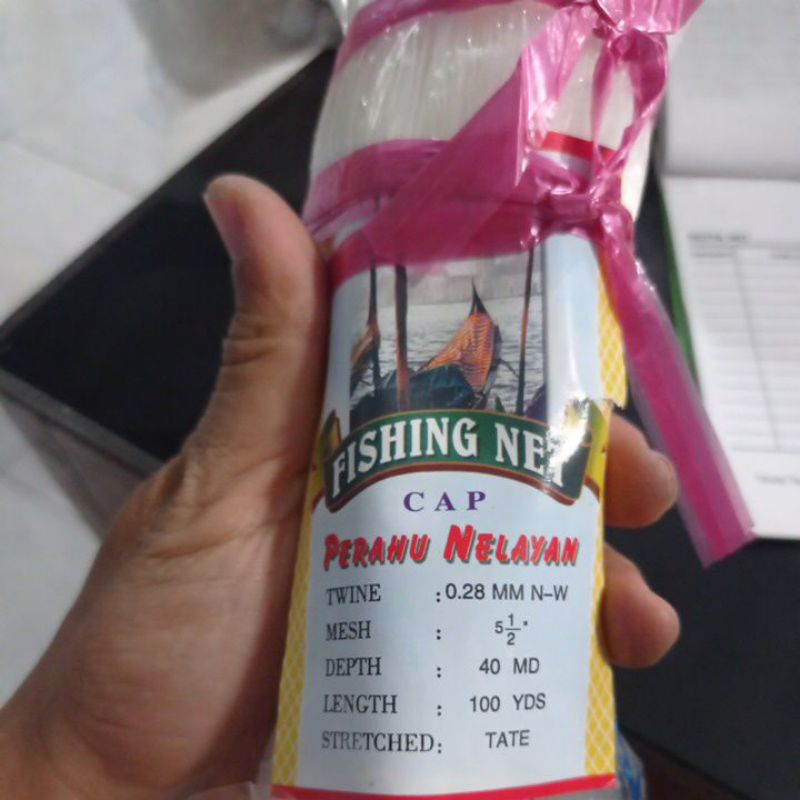 FISHING NET
CAP
PERAHU NELAYAN
TWINE : 0.28 MM N-W
MESH : 5 1/2"
DEPTH : 40 MD
LENGTH : 100 YDS
STRETCHED: TATE